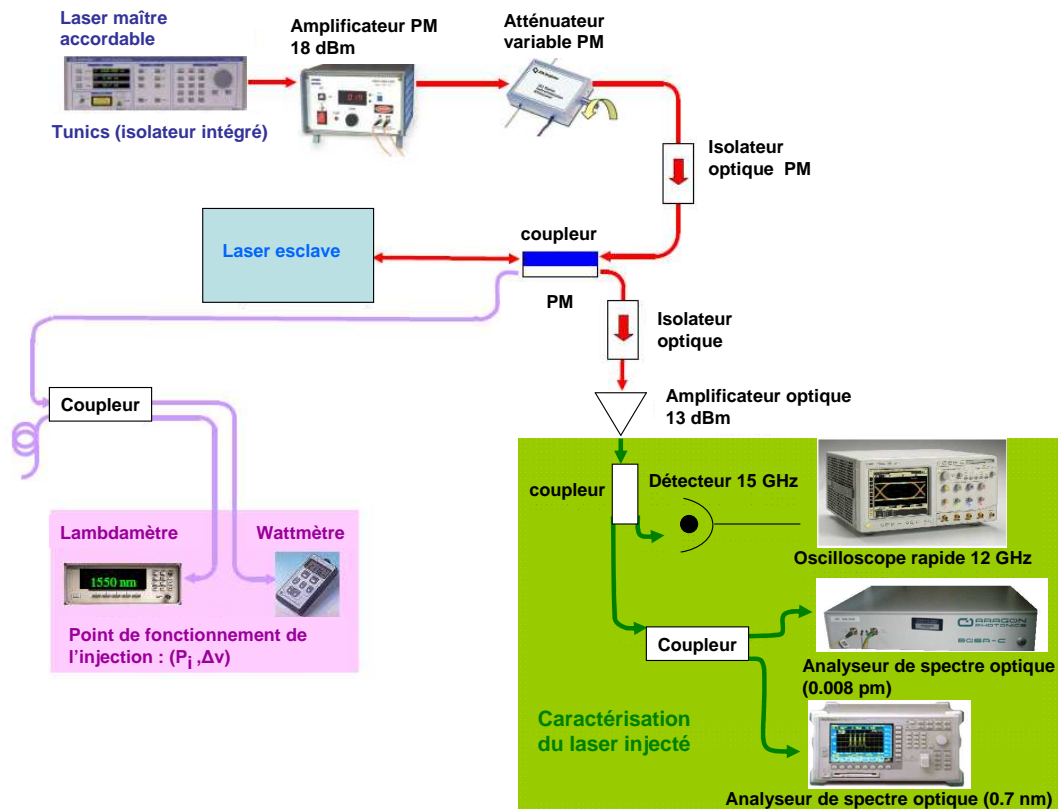 Laser maître
accordable
Tunics (isolateur intégré)
Amplificateur PM
18 dBm
Atténuateur
variable PM
Isolateur
optique PM
Laser esclave
coupleur
PM
Isolateur
optique
Amplificateur optique
13 dBm
Coupleur
Lambdamètre
Wattmètre
1550 nm
Point de fonctionnement de
l'injection : (Pi ,Δν)
coupleur
Détecteur 15 GHz
Oscilloscope rapide 12 GHz
Coupleur
ARAGON
PHOTONICS
BOSA-C
Analyseur de spectre optique
(0.008 pm)
Caractérisation
du laser injecté
Analyseur de spectre optique (0.7 nm)